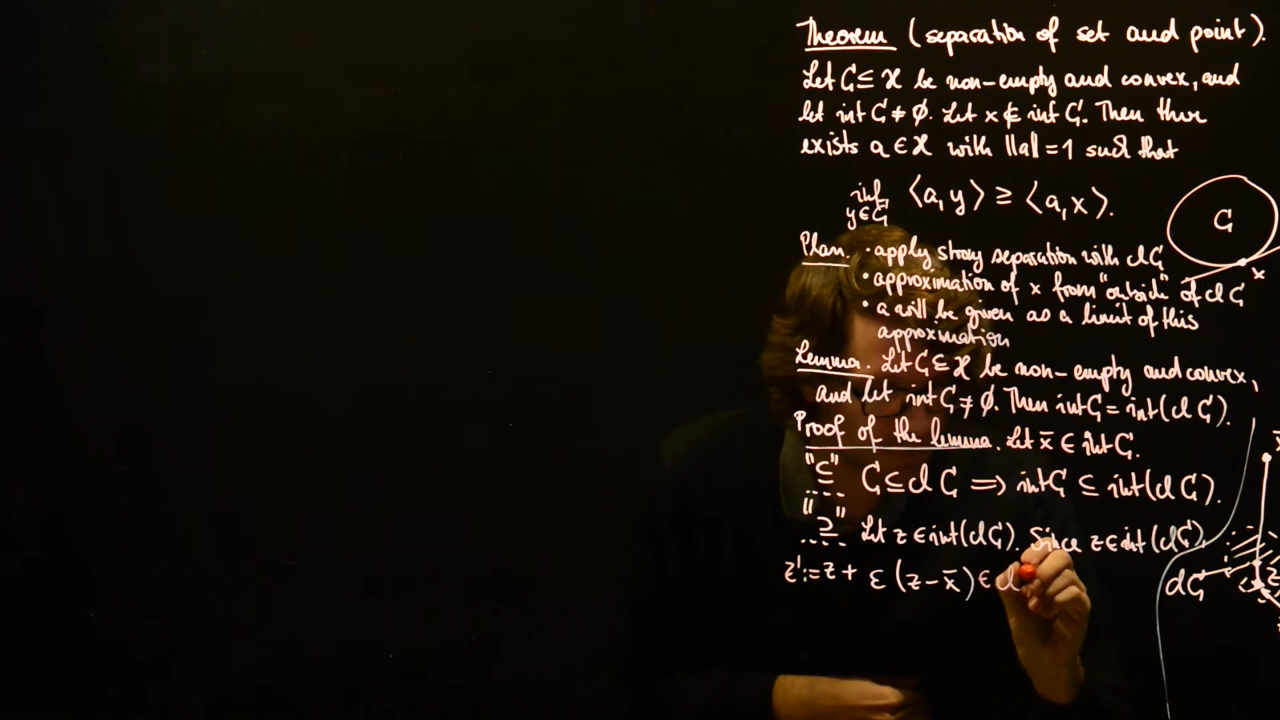 Theorem (separation of set and point).
Let C ⊆ ℋ be non-empty and convex, and
let int C ≠ ∅. Let x ∉ int C. Then there
exists a ∈ ℋ with ||a|| = 1 such that
inf ⟨a, y⟩ ≥ ⟨a, x⟩.
y ∈ C
C
x
Plan. • apply strong separation with cl C
• approximation of x from "outside" of cl C
• a will be given as a limit of this
approximation
Lemma. Let C ⊆ ℋ be non-empty and convex,
and let int C ≠ ∅. Then int C = int(cl C).
Proof of the lemma. Let x̄ ∈ int C.
"⊆" C ⊆ cl C ⟹ int C ⊆ int(cl C).
"⊇" Let z ∈ int(cl C). Since z ∈ int(cl C),
z' := z + ε(z - x̄) ∈ cl
cl C